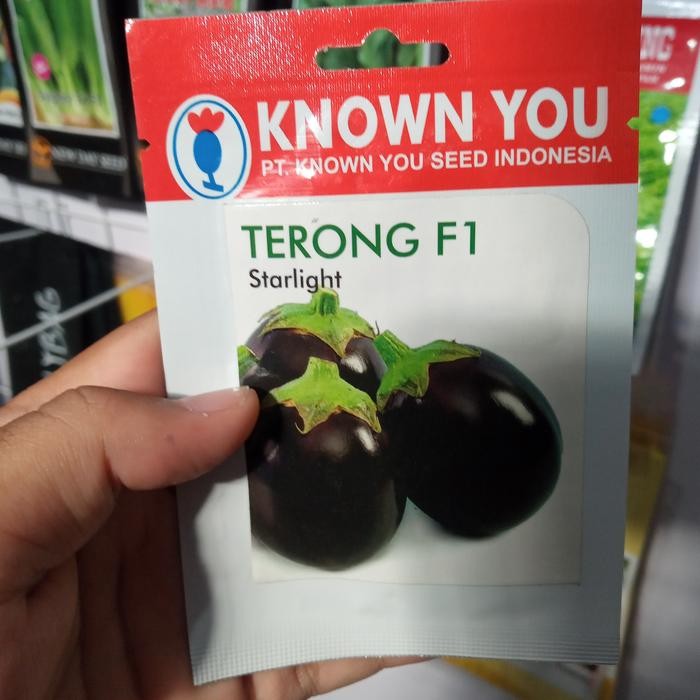 KNOWN YOU
PT. KNOWN YOU SEED INDONESIA
TERONG F1
Starlight